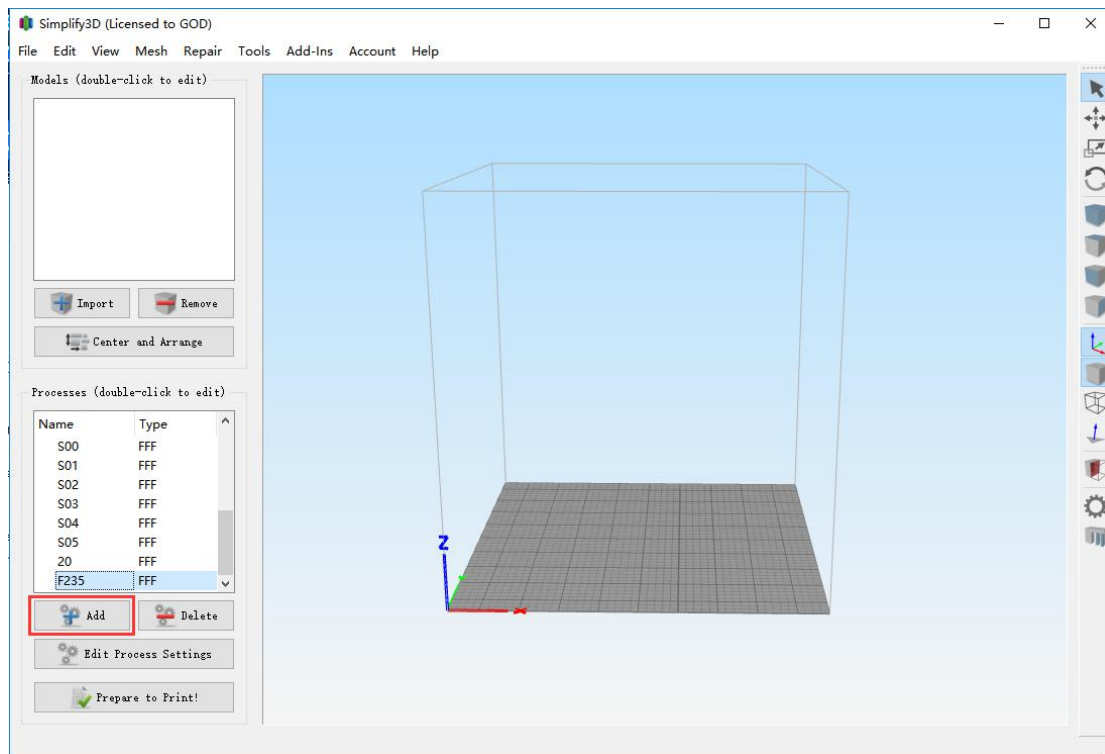 Simplify3D (Licensed to GOD)
File Edit View Mesh Repair Tools Add-Ins Account Help
Models (double-click to edit)
Import Remove
Center and Arrange
Processes (double-click to edit)
Name Type
S00 FFF
S01 FFF
S02 FFF
S03 FFF
S04 FFF
S05 FFF
20 FFF
F235 FFF
Add Delete
Edit Process Settings
Prepare to Print!
Z
X